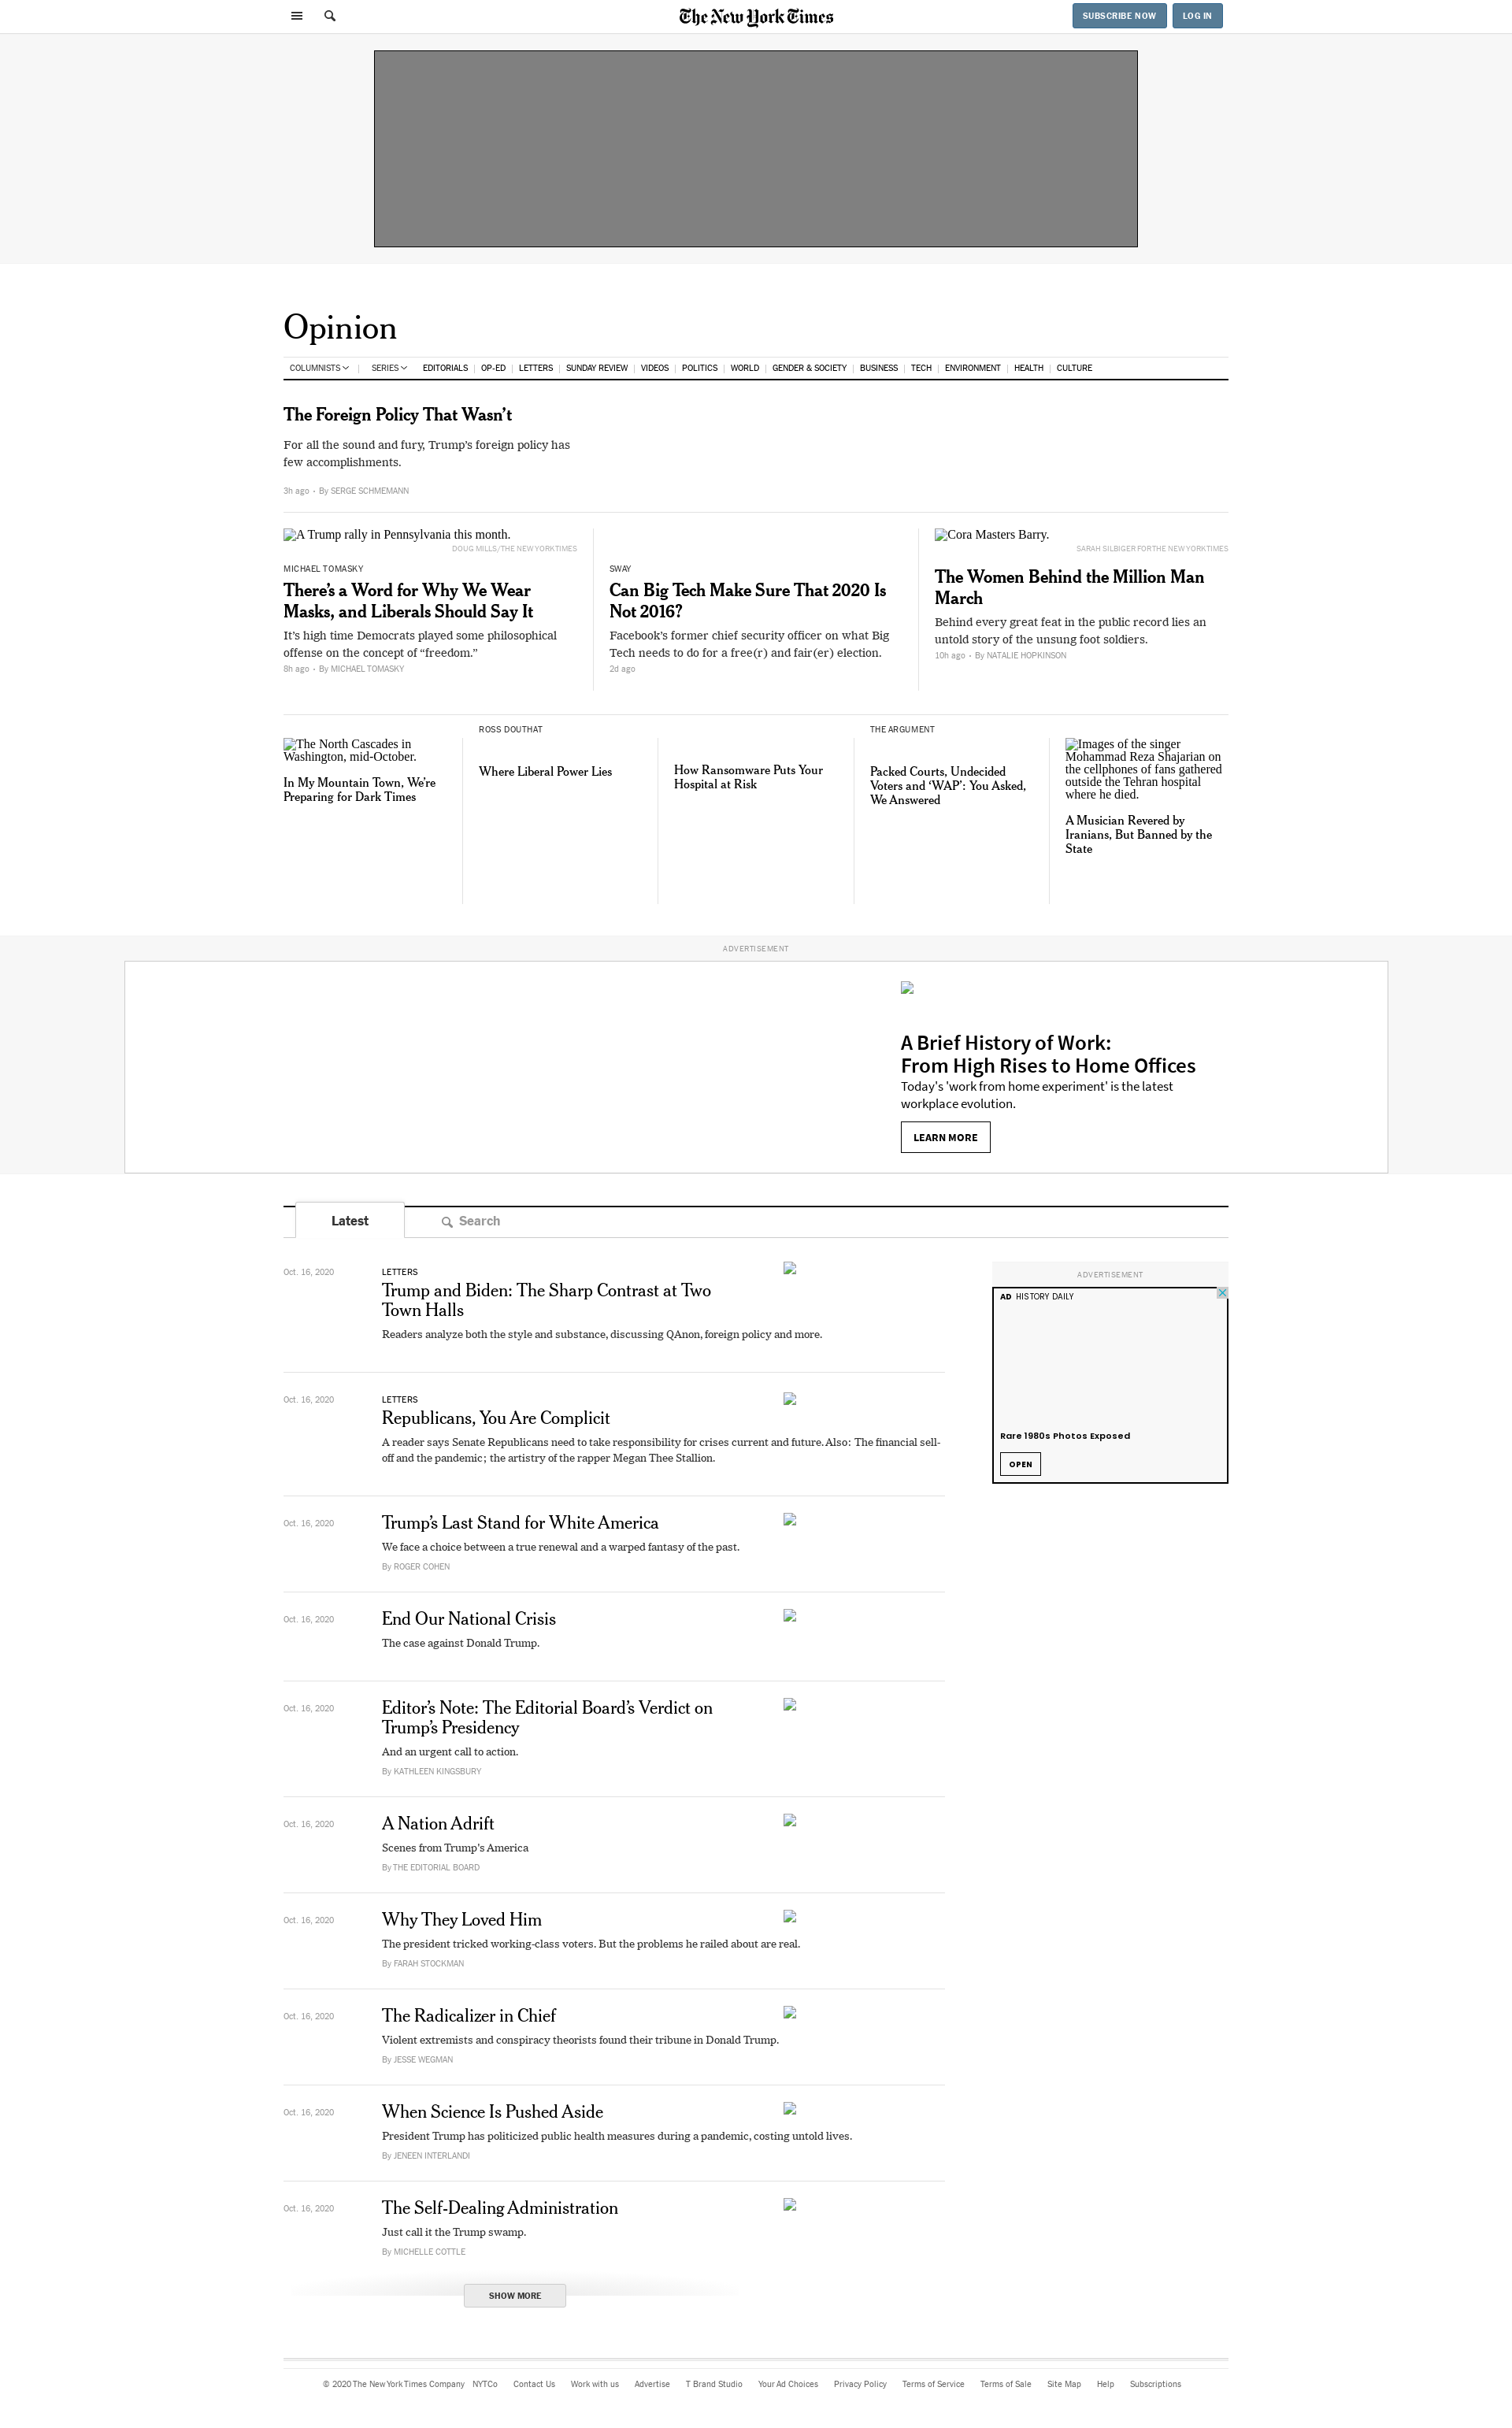 The New York Times
SUBSCRIBE NOW
LOG IN
Opinion
COLUMNISTS
SERIES
EDITORIALS
OP-ED
LETTERS
SUNDAY REVIEW
VIDEOS
POLITICS
WORLD
GENDER & SOCIETY
BUSINESS
TECH
ENVIRONMENT
HEALTH
CULTURE
The Foreign Policy That Wasn’t
For all the sound and fury, Trump’s foreign policy has
few accomplishments.
3h ago • By SERGE SCHMEMANN
A Trump rally in Pennsylvania this month.
DOUG MILLS/THE NEW YORK TIMES
MICHAEL TOMASKY
There’s a Word for Why We Wear
Masks, and Liberals Should Say It
It’s high time Democrats played some philosophical
offense on the concept of “freedom.”
8h ago • By MICHAEL TOMASKY
SWAY
Can Big Tech Make Sure That 2020 Is
Not 2016?
Facebook’s former chief security officer on what Big
Tech needs to do for a free(r) and fair(er) election.
2d ago
Cora Masters Barry.
SARAH SILBIGER FOR THE NEW YORK TIMES
The Women Behind the Million Man
March
Behind every great feat in the public record lies an
untold story of the unsung foot soldiers.
10h ago • By NATALIE HOPKINSON
The North Cascades in
Washington, mid-October.
In My Mountain Town, We’re
Preparing for Dark Times
ROSS DOUTHAT
Where Liberal Power Lies
How Ransomware Puts Your
Hospital at Risk
THE ARGUMENT
Packed Courts, Undecided
Voters and ‘WAP’: You Asked,
We Answered
Images of the singer
Mohammad Reza Shajarian on
the cellphones of fans gathered
outside the Tehran hospital
where he died.
A Musician Revered by
Iranians, But Banned by the
State
ADVERTISEMENT
A Brief History of Work:
From High Rises to Home Offices
Today's 'work from home experiment' is the latest
workplace evolution.
LEARN MORE
Latest
Search
Oct. 16, 2020
LETTERS
Trump and Biden: The Sharp Contrast at Two
Town Halls
Readers analyze both the style and substance, discussing QAnon, foreign policy and more.
ADVERTISEMENT
AD HISTORY DAILY
Rare 1980s Photos Exposed
OPEN
Oct. 16, 2020
LETTERS
Republicans, You Are Complicit
A reader says Senate Republicans need to take responsibility for crises current and future. Also: The financial sell-
off and the pandemic; the artistry of the rapper Megan Thee Stallion.
Oct. 16, 2020
Trump’s Last Stand for White America
We face a choice between a true renewal and a warped fantasy of the past.
By ROGER COHEN
Oct. 16, 2020
End Our National Crisis
The case against Donald Trump.
Oct. 16, 2020
Editor’s Note: The Editorial Board’s Verdict on
Trump’s Presidency
And an urgent call to action.
By KATHLEEN KINGSBURY
Oct. 16, 2020
A Nation Adrift
Scenes from Trump’s America
By THE EDITORIAL BOARD
Oct. 16, 2020
Why They Loved Him
The president tricked working-class voters. But the problems he railed about are real.
By FARAH STOCKMAN
Oct. 16, 2020
The Radicalizer in Chief
Violent extremists and conspiracy theorists found their tribune in Donald Trump.
By JESSE WEGMAN
Oct. 16, 2020
When Science Is Pushed Aside
President Trump has politicized public health measures during a pandemic, costing untold lives.
By JENEEN INTERLANDI
Oct. 16, 2020
The Self-Dealing Administration
Just call it the Trump swamp.
By MICHELLE COTTLE
SHOW MORE
© 2020 The New York Times Company
NYTCo
Contact Us
Work with us
Advertise
T Brand Studio
Your Ad Choices
Privacy Policy
Terms of Service
Terms of Sale
Site Map
Help
Subscriptions